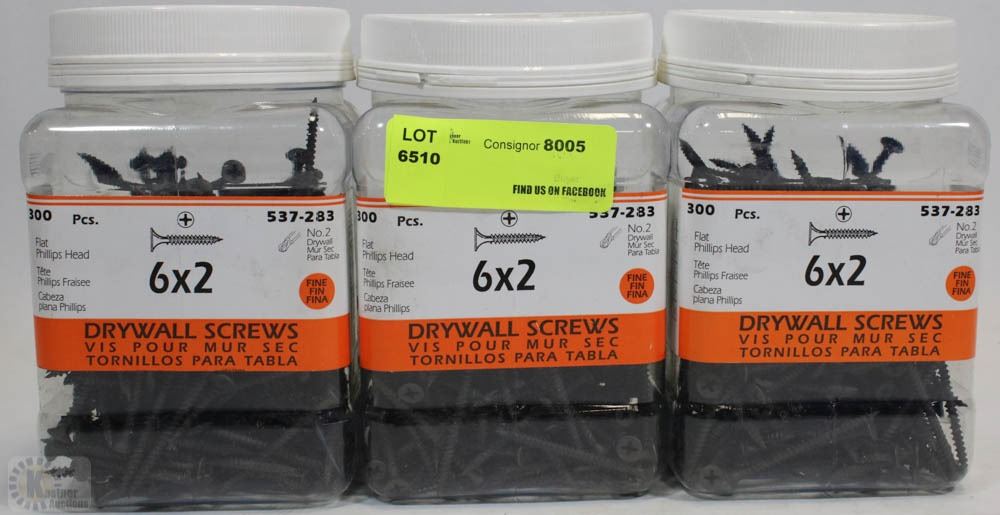 LOT
6510
Consignor 8005
FIND US ON FACEBOOK
300 Pcs.
537-283
Flat
Phillips Head
Tête
Phillips Fraisee
Cabeza
plana Phillips
6x2
No.2
Drywall
Mur Sec
Para Tabla
FINE
FIN
FINA
DRYWALL SCREWS
VIS POUR MUR SEC
TORNILLOS PARA TABLA
300 Pcs.
537-283
Flat
Phillips Head
Tête
Phillips Fraisee
Cabeza
plana Phillips
6x2
No.2
Drywall
Mur Sec
Para Tabla
FINE
FIN
FINA
DRYWALL SCREWS
VIS POUR MUR SEC
TORNILLOS PARA TABLA
300 Pcs.
537-283
Flat
Phillips Head
Tête
Phillips Fraisee
Cabeza
plana Phillips
6x2
No.2
Drywall
Mur Sec
Para Tabla
FINE
FIN
FINA
DRYWALL SCREWS
VIS POUR MUR SEC
TORNILLOS PARA TABLA
Kastner
Auctions